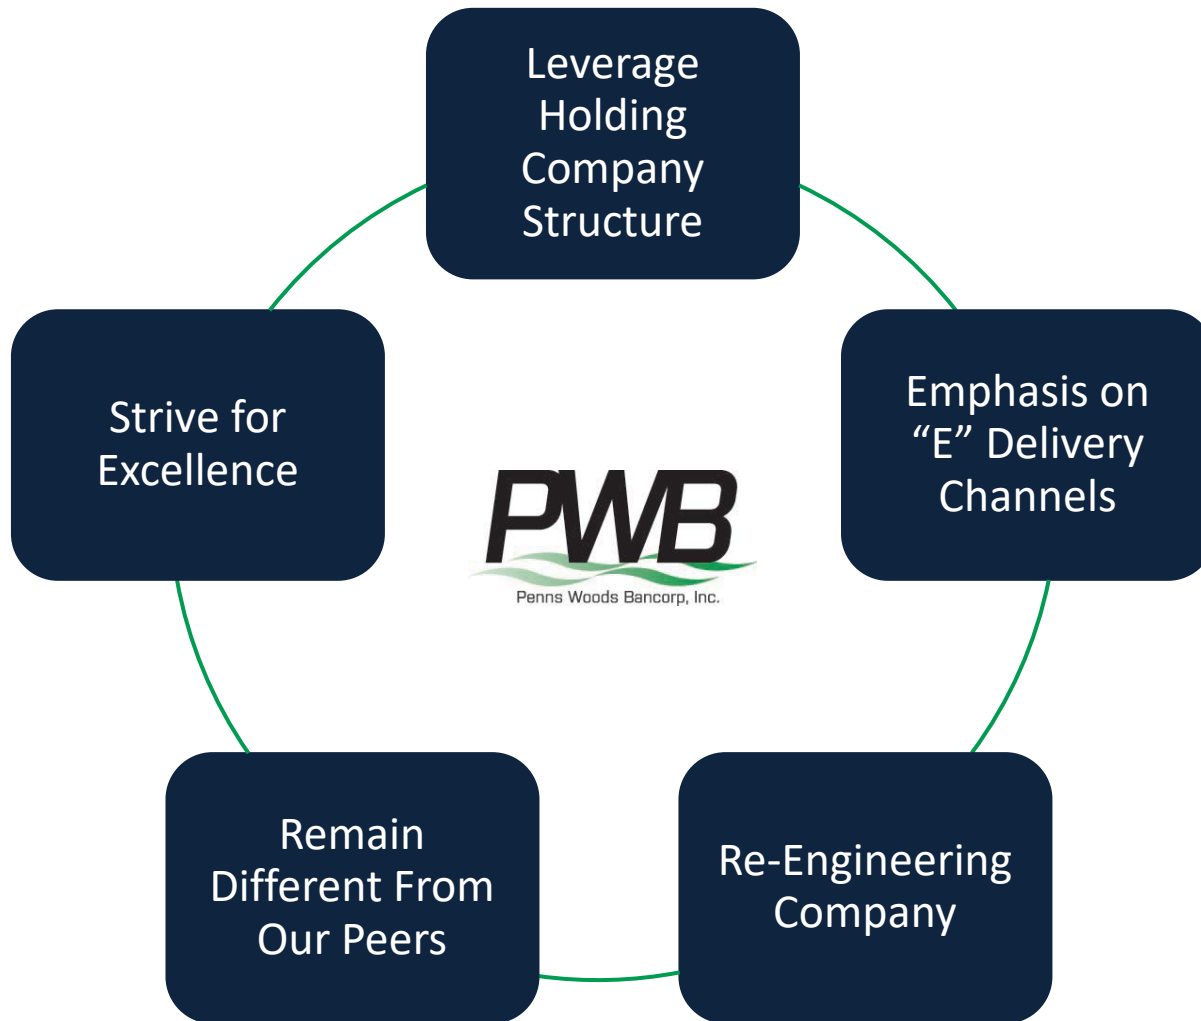 Leverage
Holding
Company
Structure
Strive for
Excellence
Emphasis on
“E” Delivery
Channels
PWB
Penns Woods Bancorp, Inc.
Remain
Different From
Our Peers
Re-Engineering
Company